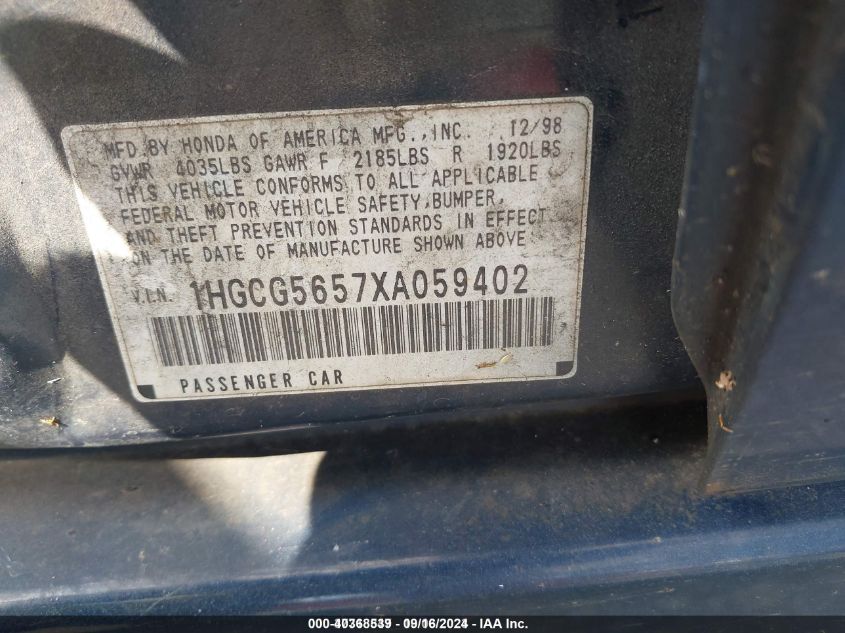 MFD BY HONDA OF AMERICA MFG.,INC. 12/98
GVWR 4035LBS GAWR F 2185LBS R 1920LBS
THIS VEHICLE CONFORMS TO ALL APPLICABLE
FEDERAL MOTOR VEHICLE SAFETY,BUMPER,
AND THEFT PREVENTION STANDARDS IN EFFECT
ON THE DATE OF MANUFACTURE SHOWN ABOVE
V.I.N. 1HGCG5657XA059402
PASSENGER CAR
000-40368539 - 09/16/2024 - IAA Inc.